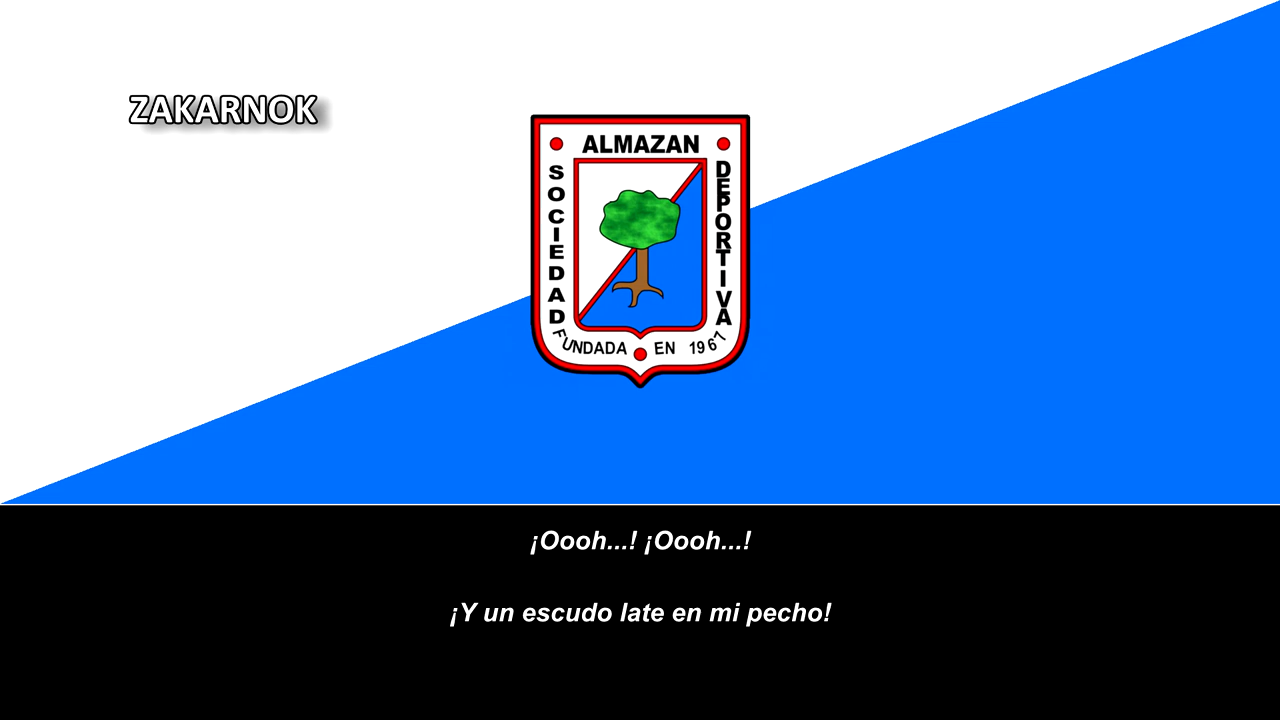 ZAKARNOK
ALMAZAN
SOCIEDAD
DEPORTIVA
FUNDADA EN 1967
¡Oooh...! ¡Oooh...!
¡Y un escudo late en mi pecho!